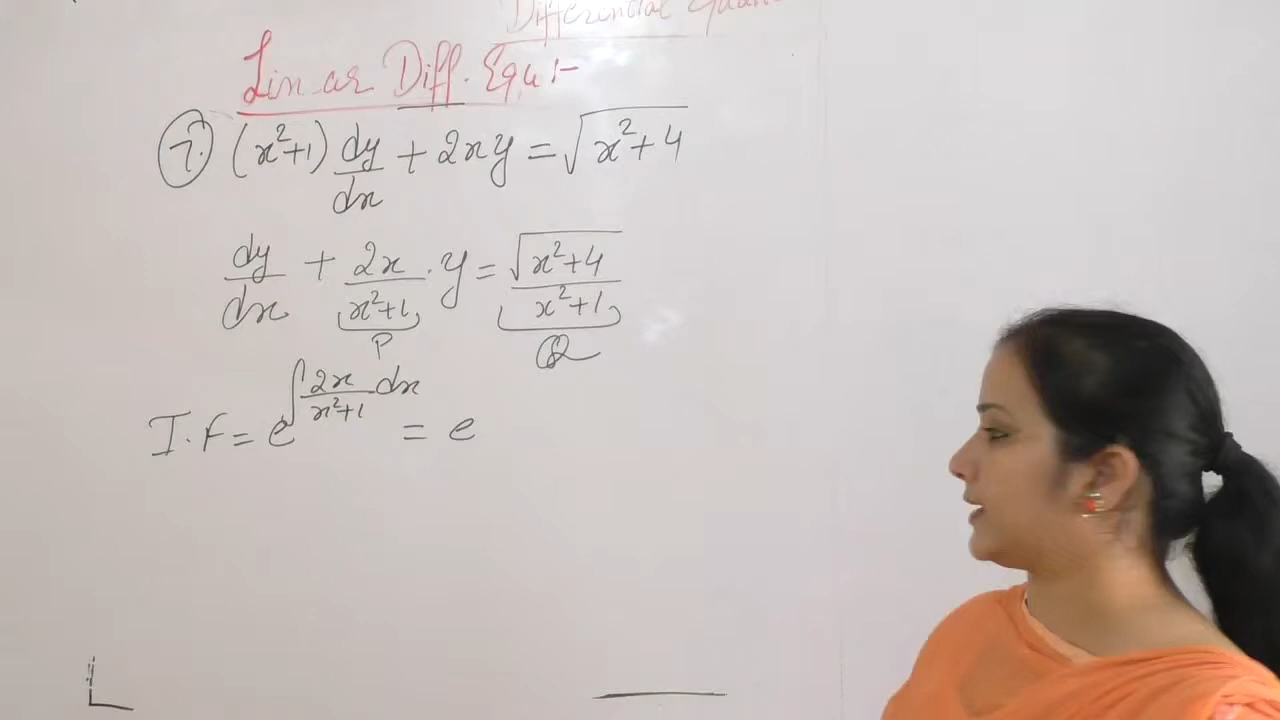 Differential Equan
Linear Diff. Equ :-
7. (x²+1) dy/dx + 2xy = √(x²+4)
dy/dx + 2x/(x²+1) . y = √(x²+4)/(x²+1)
P Q
I.F = e^∫ 2x/(x²+1) dx = e